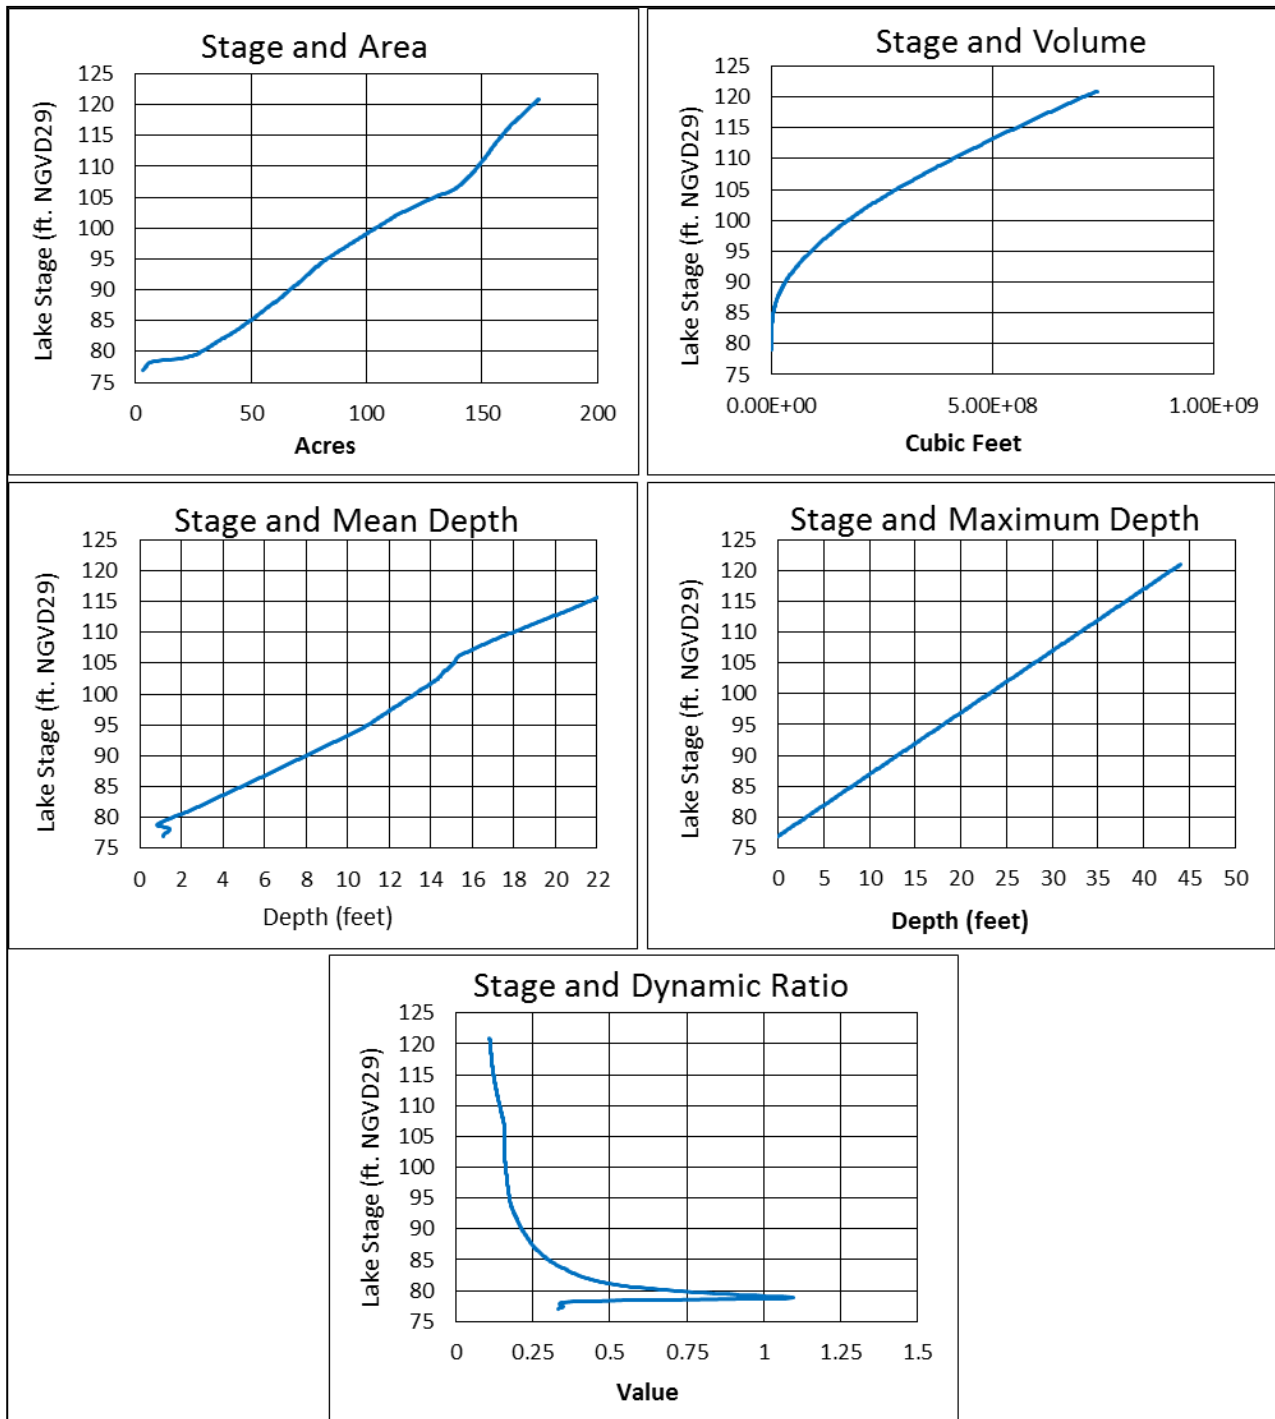 Stage and Area
Lake Stage (ft. NGVD29)
125
120
115
110
105
100
95
90
85
80
75
0 50 100 150 200
Acres
Stage and Volume
Lake Stage (ft. NGVD29)
125
120
115
110
105
100
95
90
85
80
75
0.00E+00 5.00E+08 1.00E+09
Cubic Feet
Stage and Mean Depth
Lake Stage (ft. NGVD29)
125
120
115
110
105
100
95
90
85
80
75
0 2 4 6 8 10 12 14 16 18 20 22
Depth (feet)
Stage and Maximum Depth
Lake Stage (ft. NGVD29)
125
120
115
110
105
100
95
90
85
80
75
0 5 10 15 20 25 30 35 40 45 50
Depth (feet)
Stage and Dynamic Ratio
Lake Stage (ft. NGVD29)
125
120
115
110
105
100
95
90
85
80
75
0 0.25 0.5 0.75 1 1.25 1.5
Value